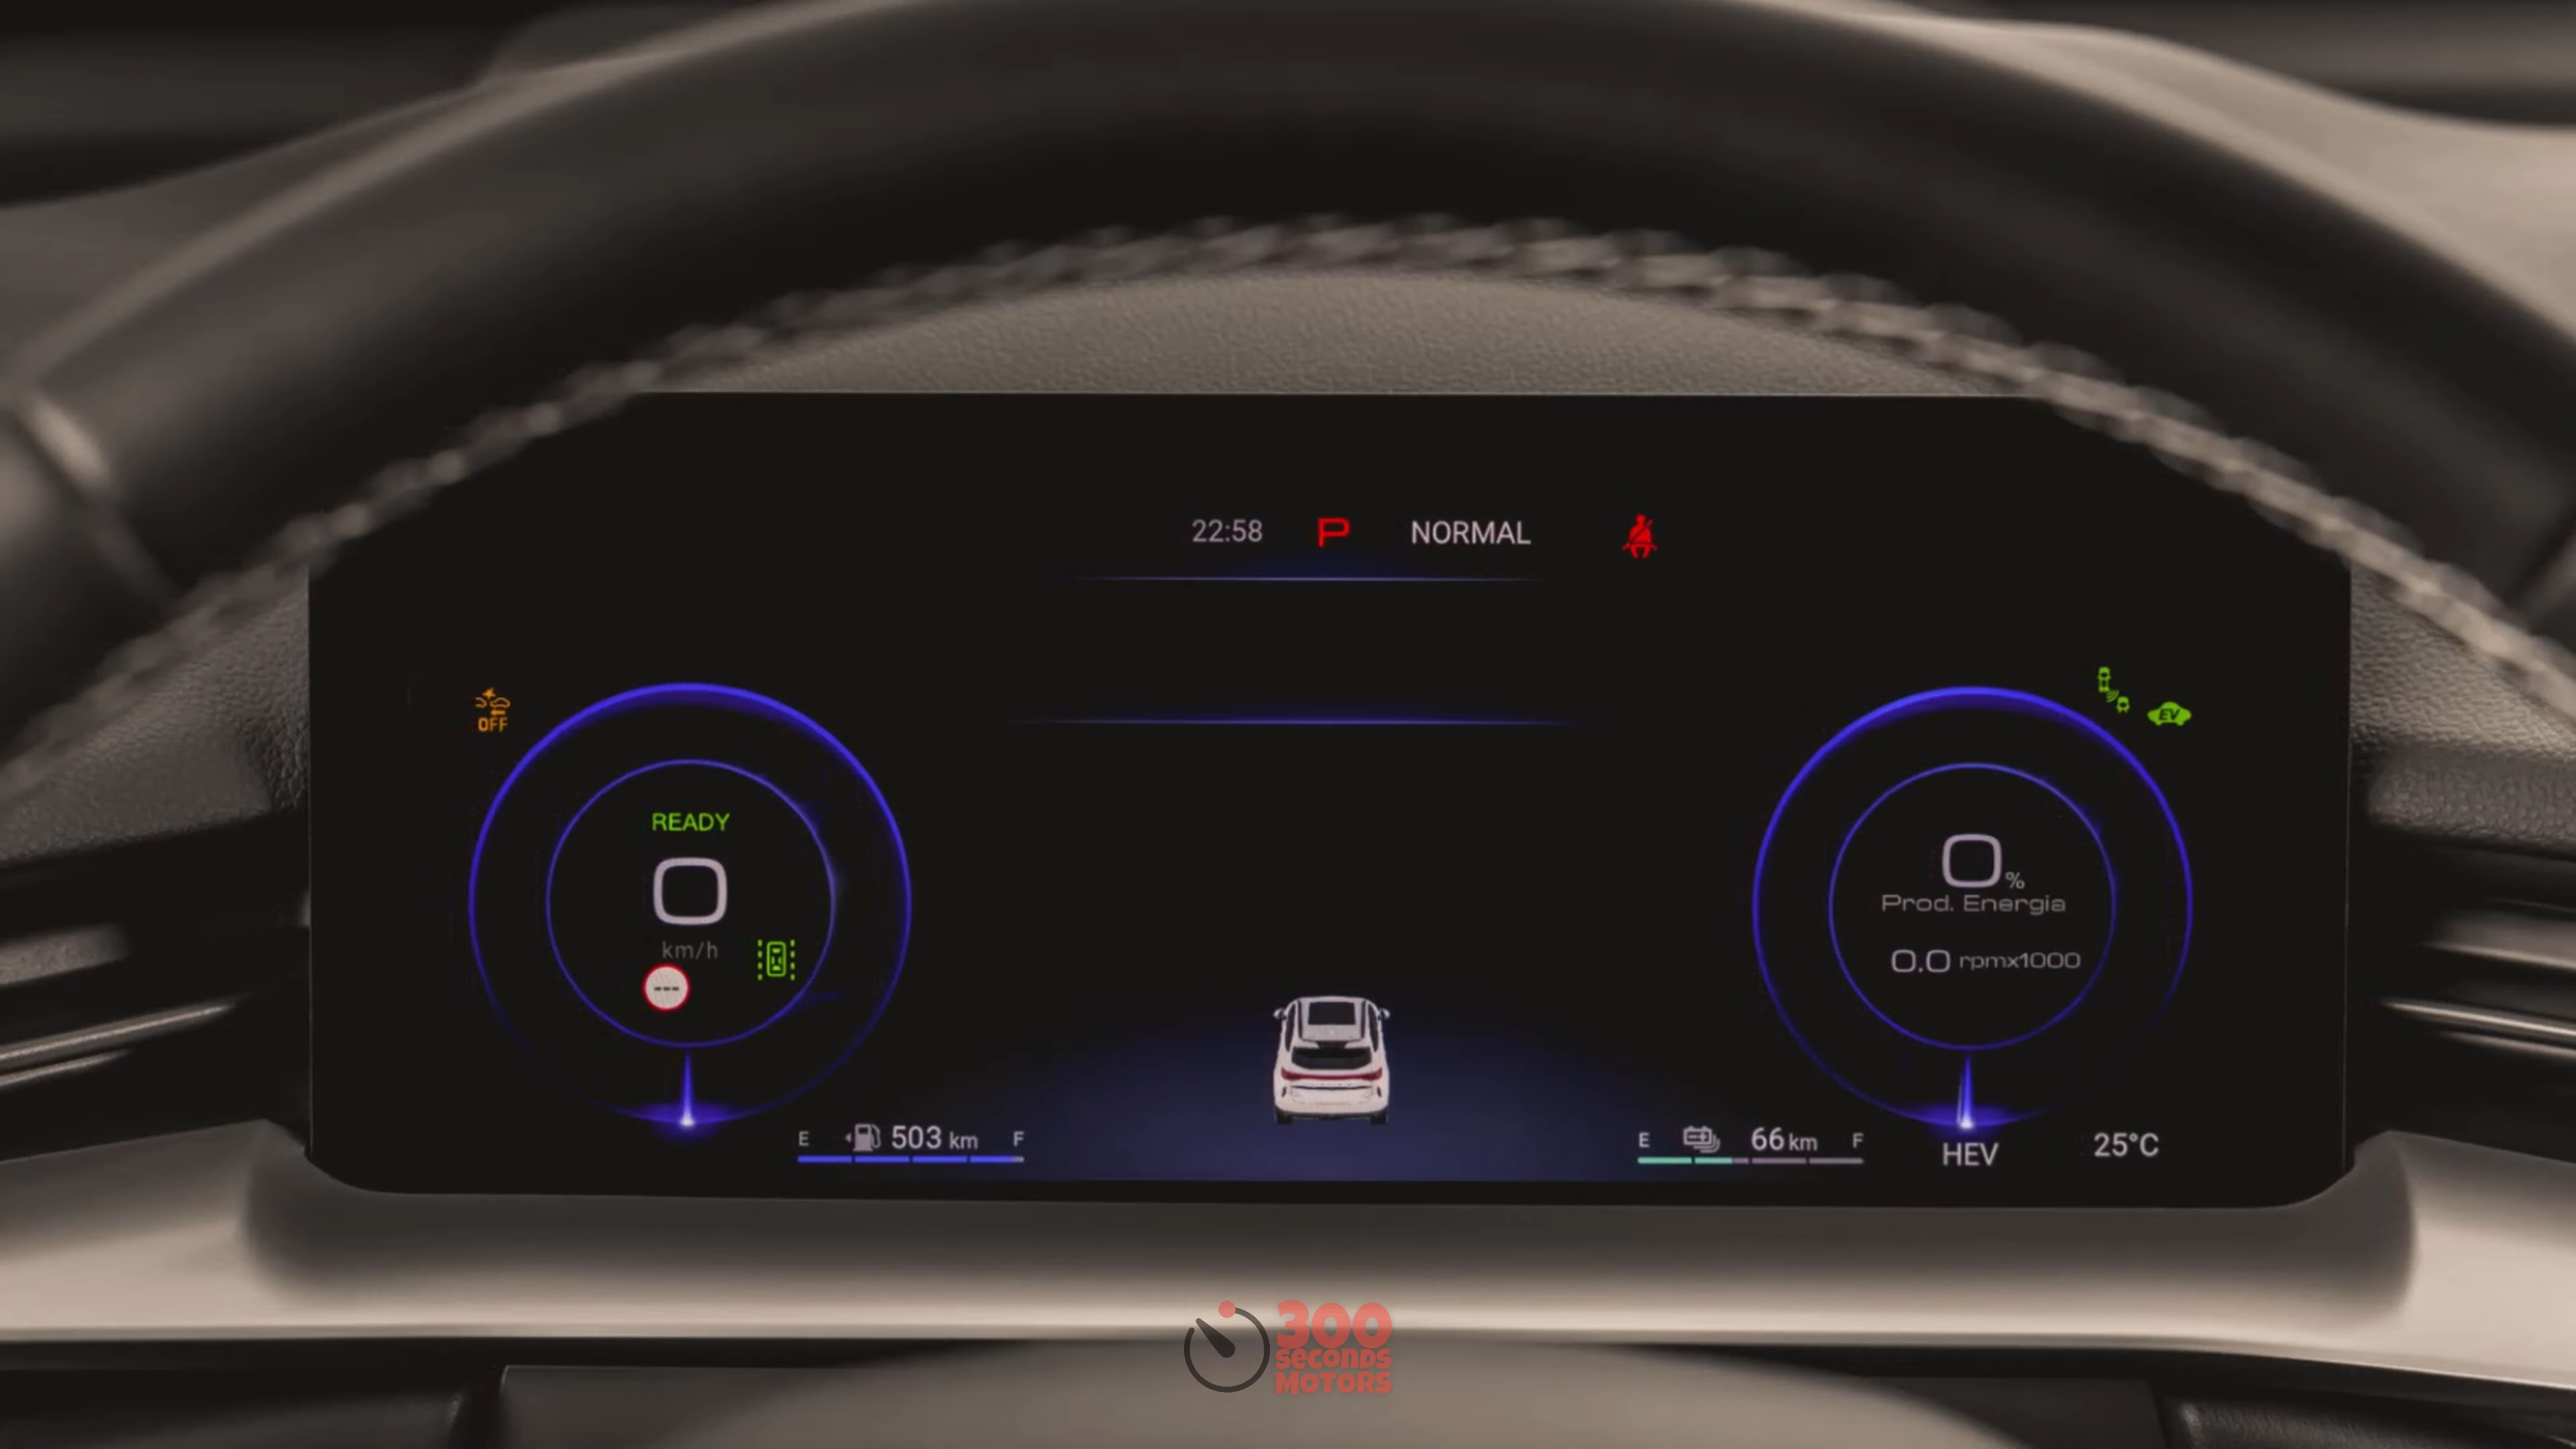 22:58 P NORMAL
OFF
EV
READY
0
km/h
---
0%
Prod. Energia
0.0 rpmx1000
E 503 km F
E 66 km F
HEV
25°C
300
seconds
MOTORS